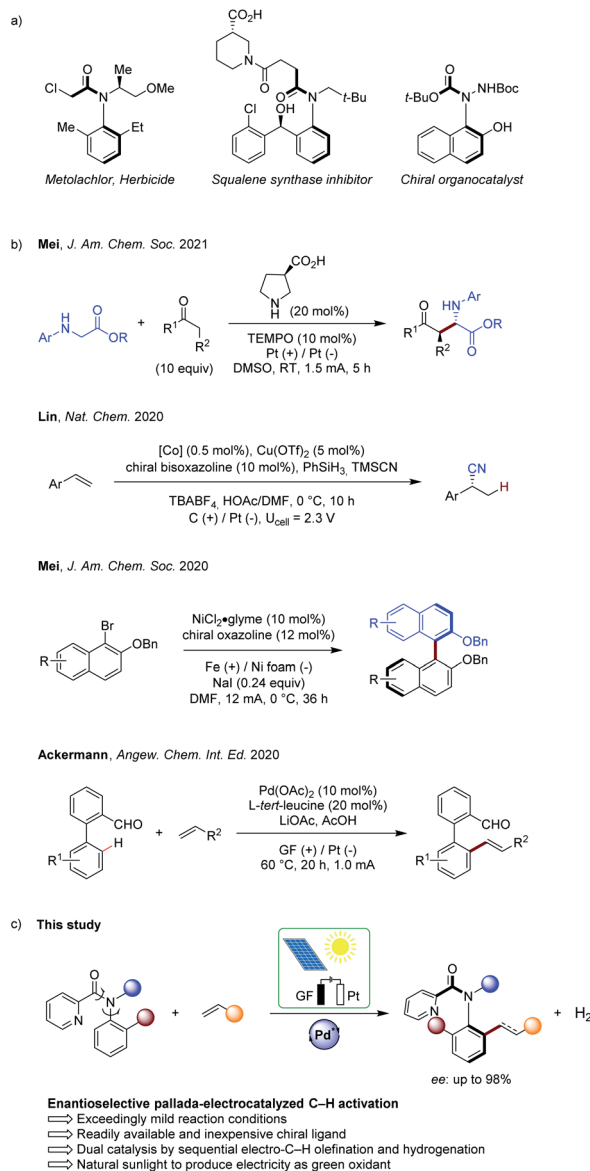 a)
CO2H
N
O
Cl
O
Me
N
OMe
Me
Et
O
N
t-Bu
Cl
OH
O
t-BuO
N
NHBoc
OH
Metolachlor, Herbicide
Squalene synthase inhibitor
Chiral organocatalyst
b) Mei, J. Am. Chem. Soc. 2021
Ar
H
N
O
OR
+
R1
O
R2
(10 equiv)
CO2H
N
H
(20 mol%)
TEMPO (10 mol%)
Pt (+) / Pt (-)
DMSO, RT, 1.5 mA, 5 h
O
HN
Ar
R1
OR
R2
O
Lin, Nat. Chem. 2020
Ar
[Co] (0.5 mol%), Cu(OTf)2 (5 mol%)
chiral bisoxazoline (10 mol%), PhSiH3, TMSCN
TBABF4, HOAc/DMF, 0 °C, 10 h
C (+) / Pt (-), Ucell = 2.3 V
CN
Ar
H
Mei, J. Am. Chem. Soc. 2020
Br
OBn
R
NiCl2•glyme (10 mol%)
chiral oxazoline (12 mol%)
Fe (+) / Ni foam (-)
NaI (0.24 equiv)
DMF, 12 mA, 0 °C, 36 h
R
OBn
OBn
R
Ackermann, Angew. Chem. Int. Ed. 2020
CHO
H
R1
+
R2
Pd(OAc)2 (10 mol%)
L-tert-leucine (20 mol%)
LiOAc, AcOH
GF (+) / Pt (-)
60 °C, 20 h, 1.0 mA
CHO
R2
R1
c) This study
O
N
N
+
GF
Pt
Pd*
O
N
N
+ H2
ee: up to 98%
Enantioselective pallada-electrocatalyzed C–H activation
Exceedingly mild reaction conditions
Readily available and inexpensive chiral ligand
Dual catalysis by sequential electro-C–H olefination and hydrogenation
Natural sunlight to produce electricity as green oxidant